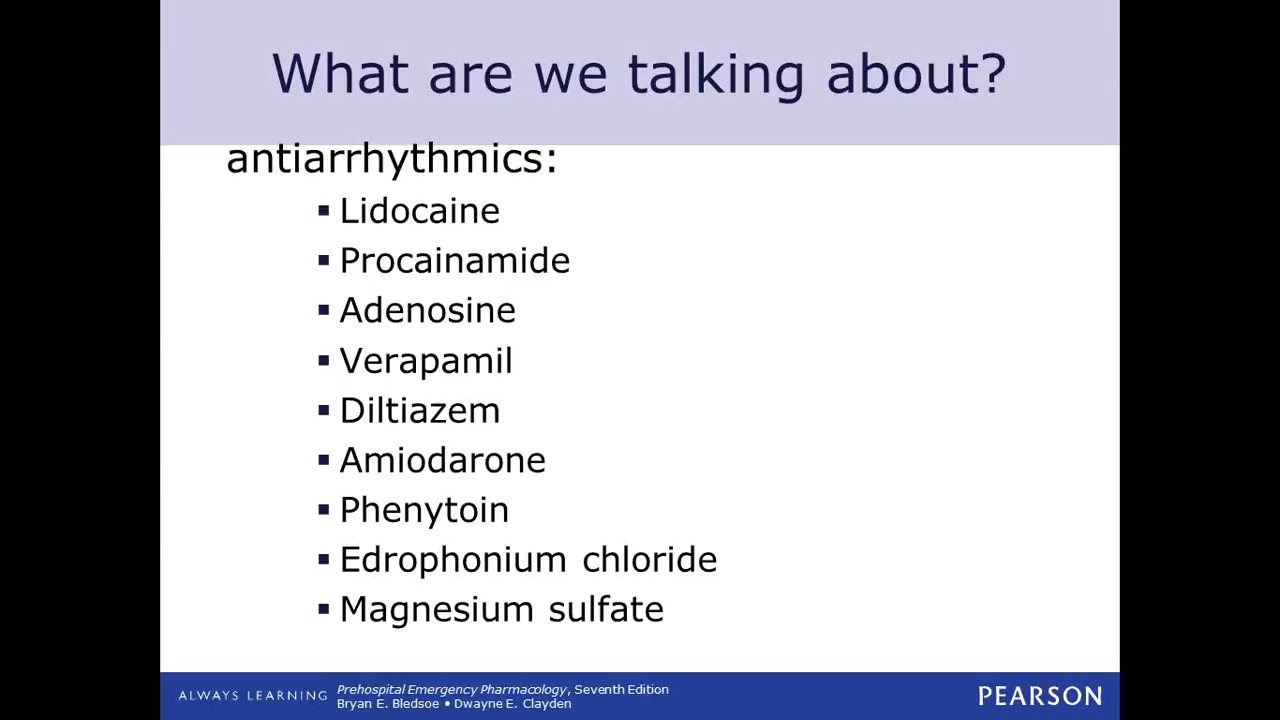 What are we talking about?
antiarrhythmics:
▪ Lidocaine
▪ Procainamide
▪ Adenosine
▪ Verapamil
▪ Diltiazem
▪ Amiodarone
▪ Phenytoin
▪ Edrophonium chloride
▪ Magnesium sulfate
ALWAYS LEARNING
Prehospital Emergency Pharmacology, Seventh Edition
Bryan E. Bledsoe • Dwayne E. Clayden
PEARSON